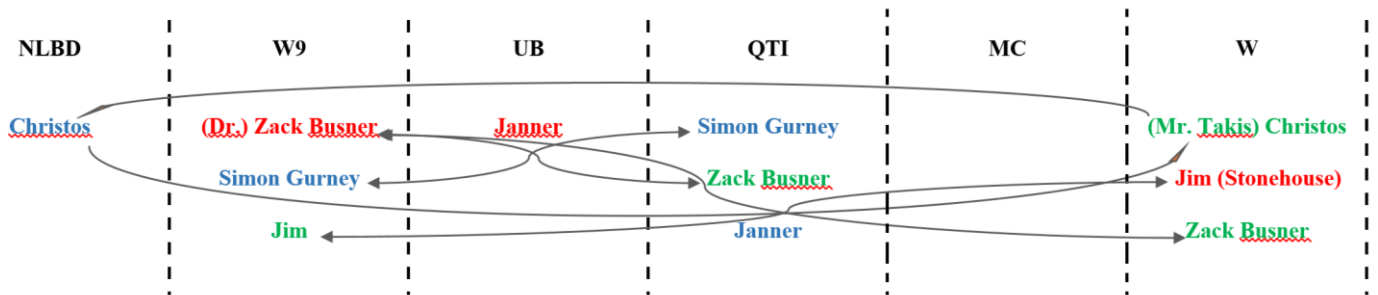 NLBD W9 UB QTI MC W
Christos (Dr.) Zack Busner Janner Simon Gurney (Mr. Takis) Christos
Simon Gurney Zack Busner Jim (Stonehouse)
Jim Janner Zack Busner